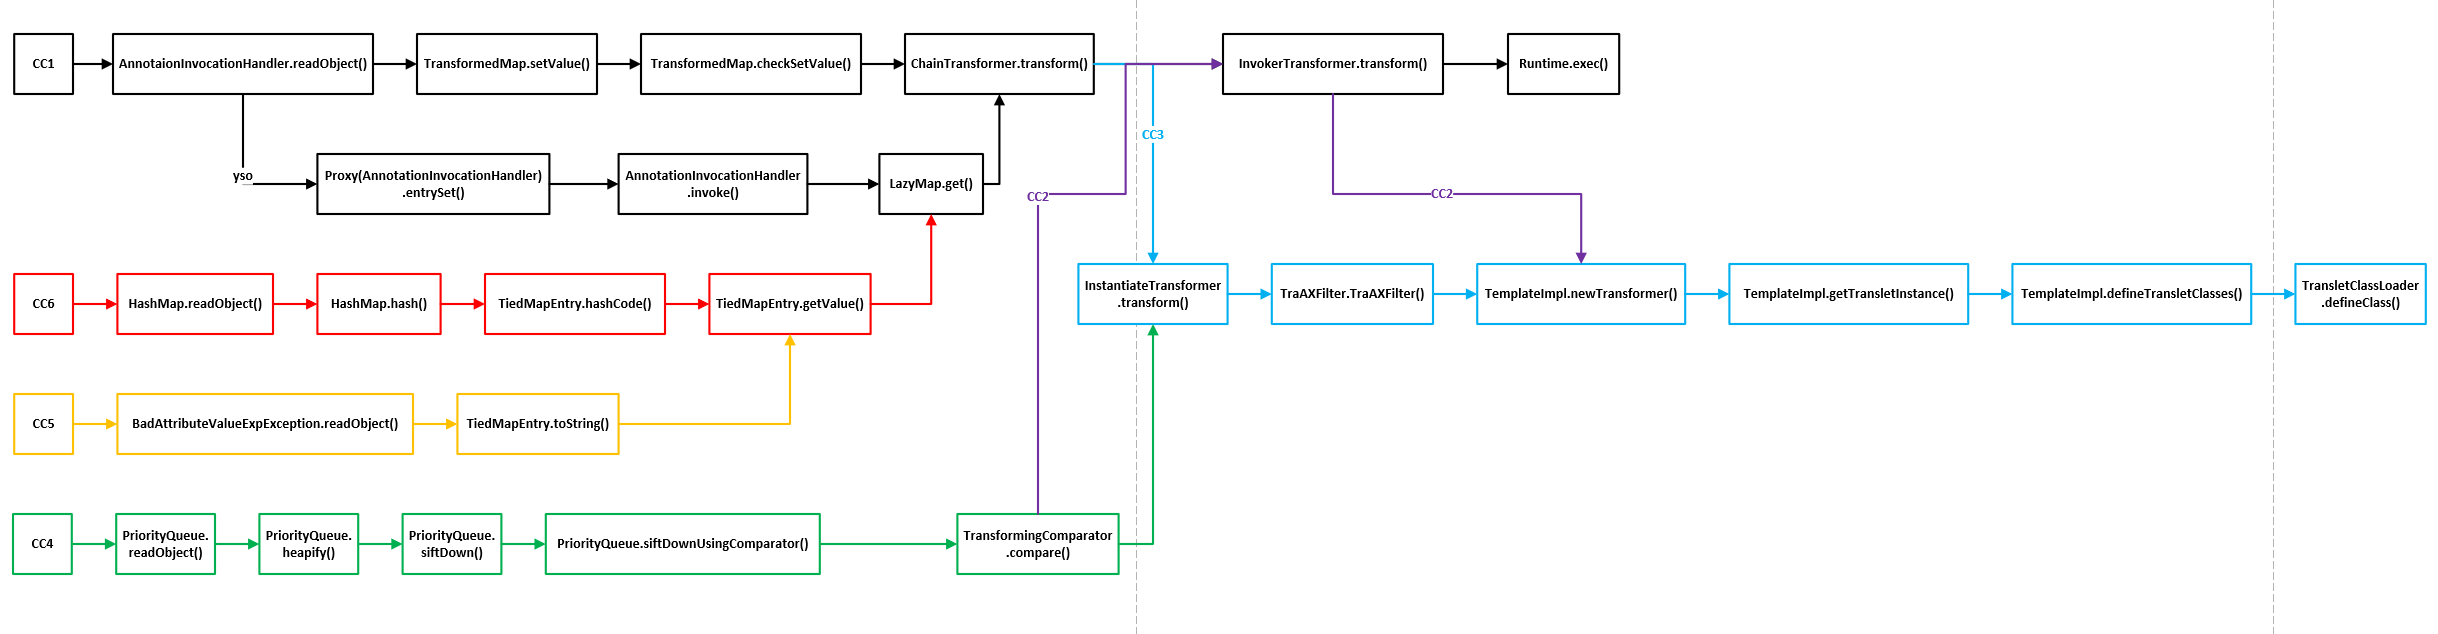 CC1
AnnotaionInvocationHandler.readObject()
TransformedMap.setValue()
TransformedMap.checkSetValue()
ChainTransformer.transform()
InvokerTransformer.transform()
Runtime.exec()
CC3
yso
Proxy(AnnotationInvocationHandler)
.entrySet()
AnnotationInvocationHandler
.invoke()
LazyMap.get()
CC2
CC2
CC6
HashMap.readObject()
HashMap.hash()
TiedMapEntry.hashCode()
TiedMapEntry.getValue()
InstantiateTransformer
.transform()
TraAXFilter.TraAXFilter()
TemplateImpl.newTransformer()
TemplateImpl.getTransletInstance()
TemplateImpl.defineTransletClasses()
TransletClassLoader
.defineClass()
CC5
BadAttributeValueExpException.readObject()
TiedMapEntry.toString()
CC4
PriorityQueue.
readObject()
PriorityQueue.
heapify()
PriorityQueue.
siftDown()
PriorityQueue.siftDownUsingComparator()
TransformingComparator
.compare()